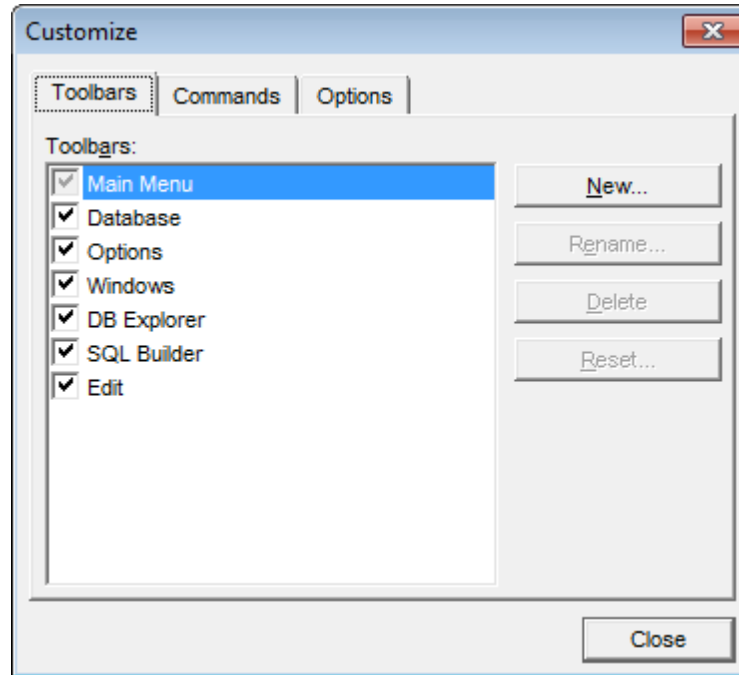 Customize
Toolbars
Commands
Options
Toolbars:
Main Menu
Database
Options
Windows
DB Explorer
SQL Builder
Edit
New...
Rename...
Delete
Reset...
Close